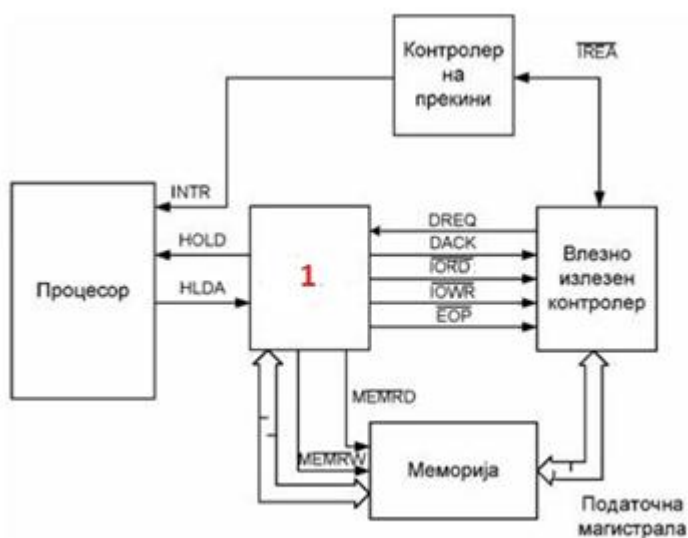 Контролер
на
прекини
IREA
INTR
HOLD
HLDA
Процесор
1
DREQ
DACK
IORD
IOWR
EOP
Влезно
излезен
контролер
MEMRD
MEMRW
Меморија
Податочна
магистрала